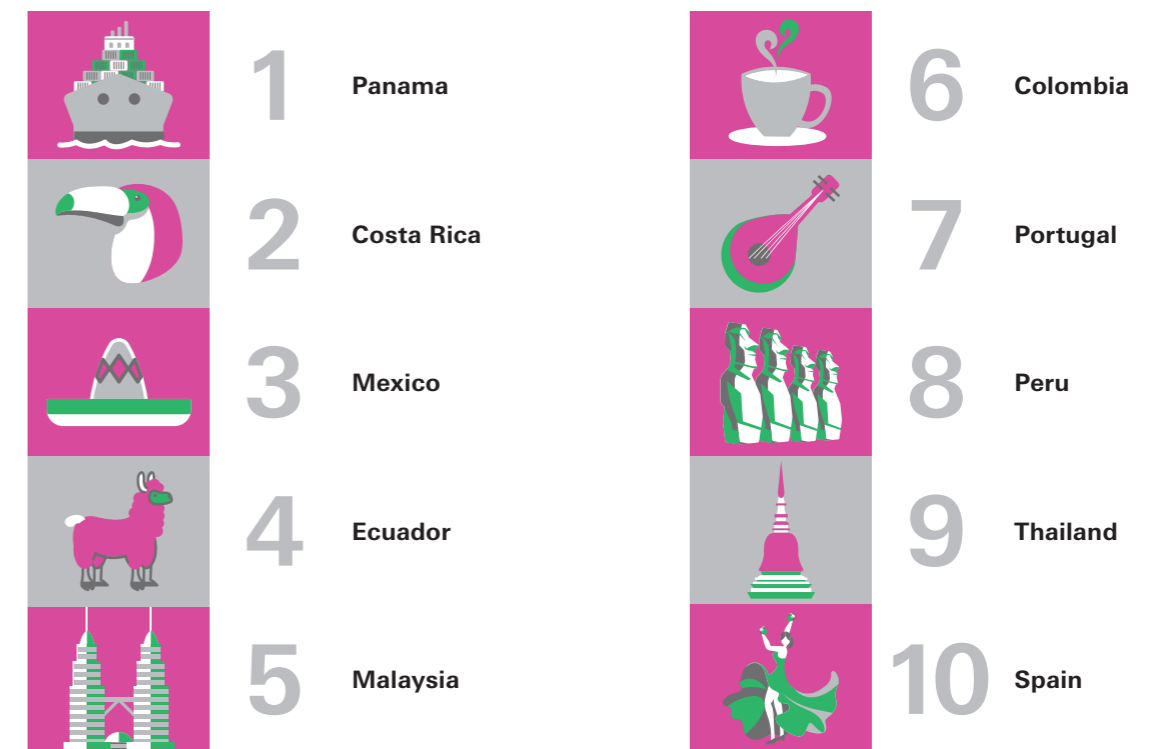 1 Panama
2 Costa Rica
3 Mexico
4 Ecuador
5 Malaysia
6 Colombia
7 Portugal
8 Peru
9 Thailand
10 Spain